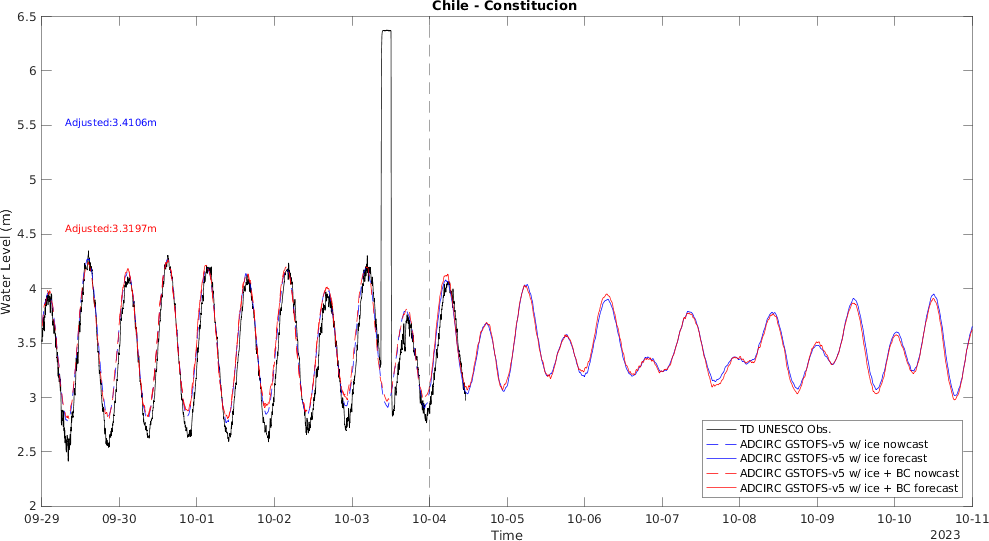 Chile - Constitucion
6.5
6
5.5
5
4.5
4
3.5
3
2.5
2
Water Level (m)
Adjusted:3.4106m
Adjusted:3.3197m
TD UNESCO Obs.
ADCIRC GSTOFS-v5 w/ ice nowcast
ADCIRC GSTOFS-v5 w/ ice forecast
ADCIRC GSTOFS-v5 w/ ice + BC nowcast
ADCIRC GSTOFS-v5 w/ ice + BC forecast
09-29 09-30 10-01 10-02 10-03 10-04 10-05 10-06 10-07 10-08 10-09 10-10 10-11
Time
2023